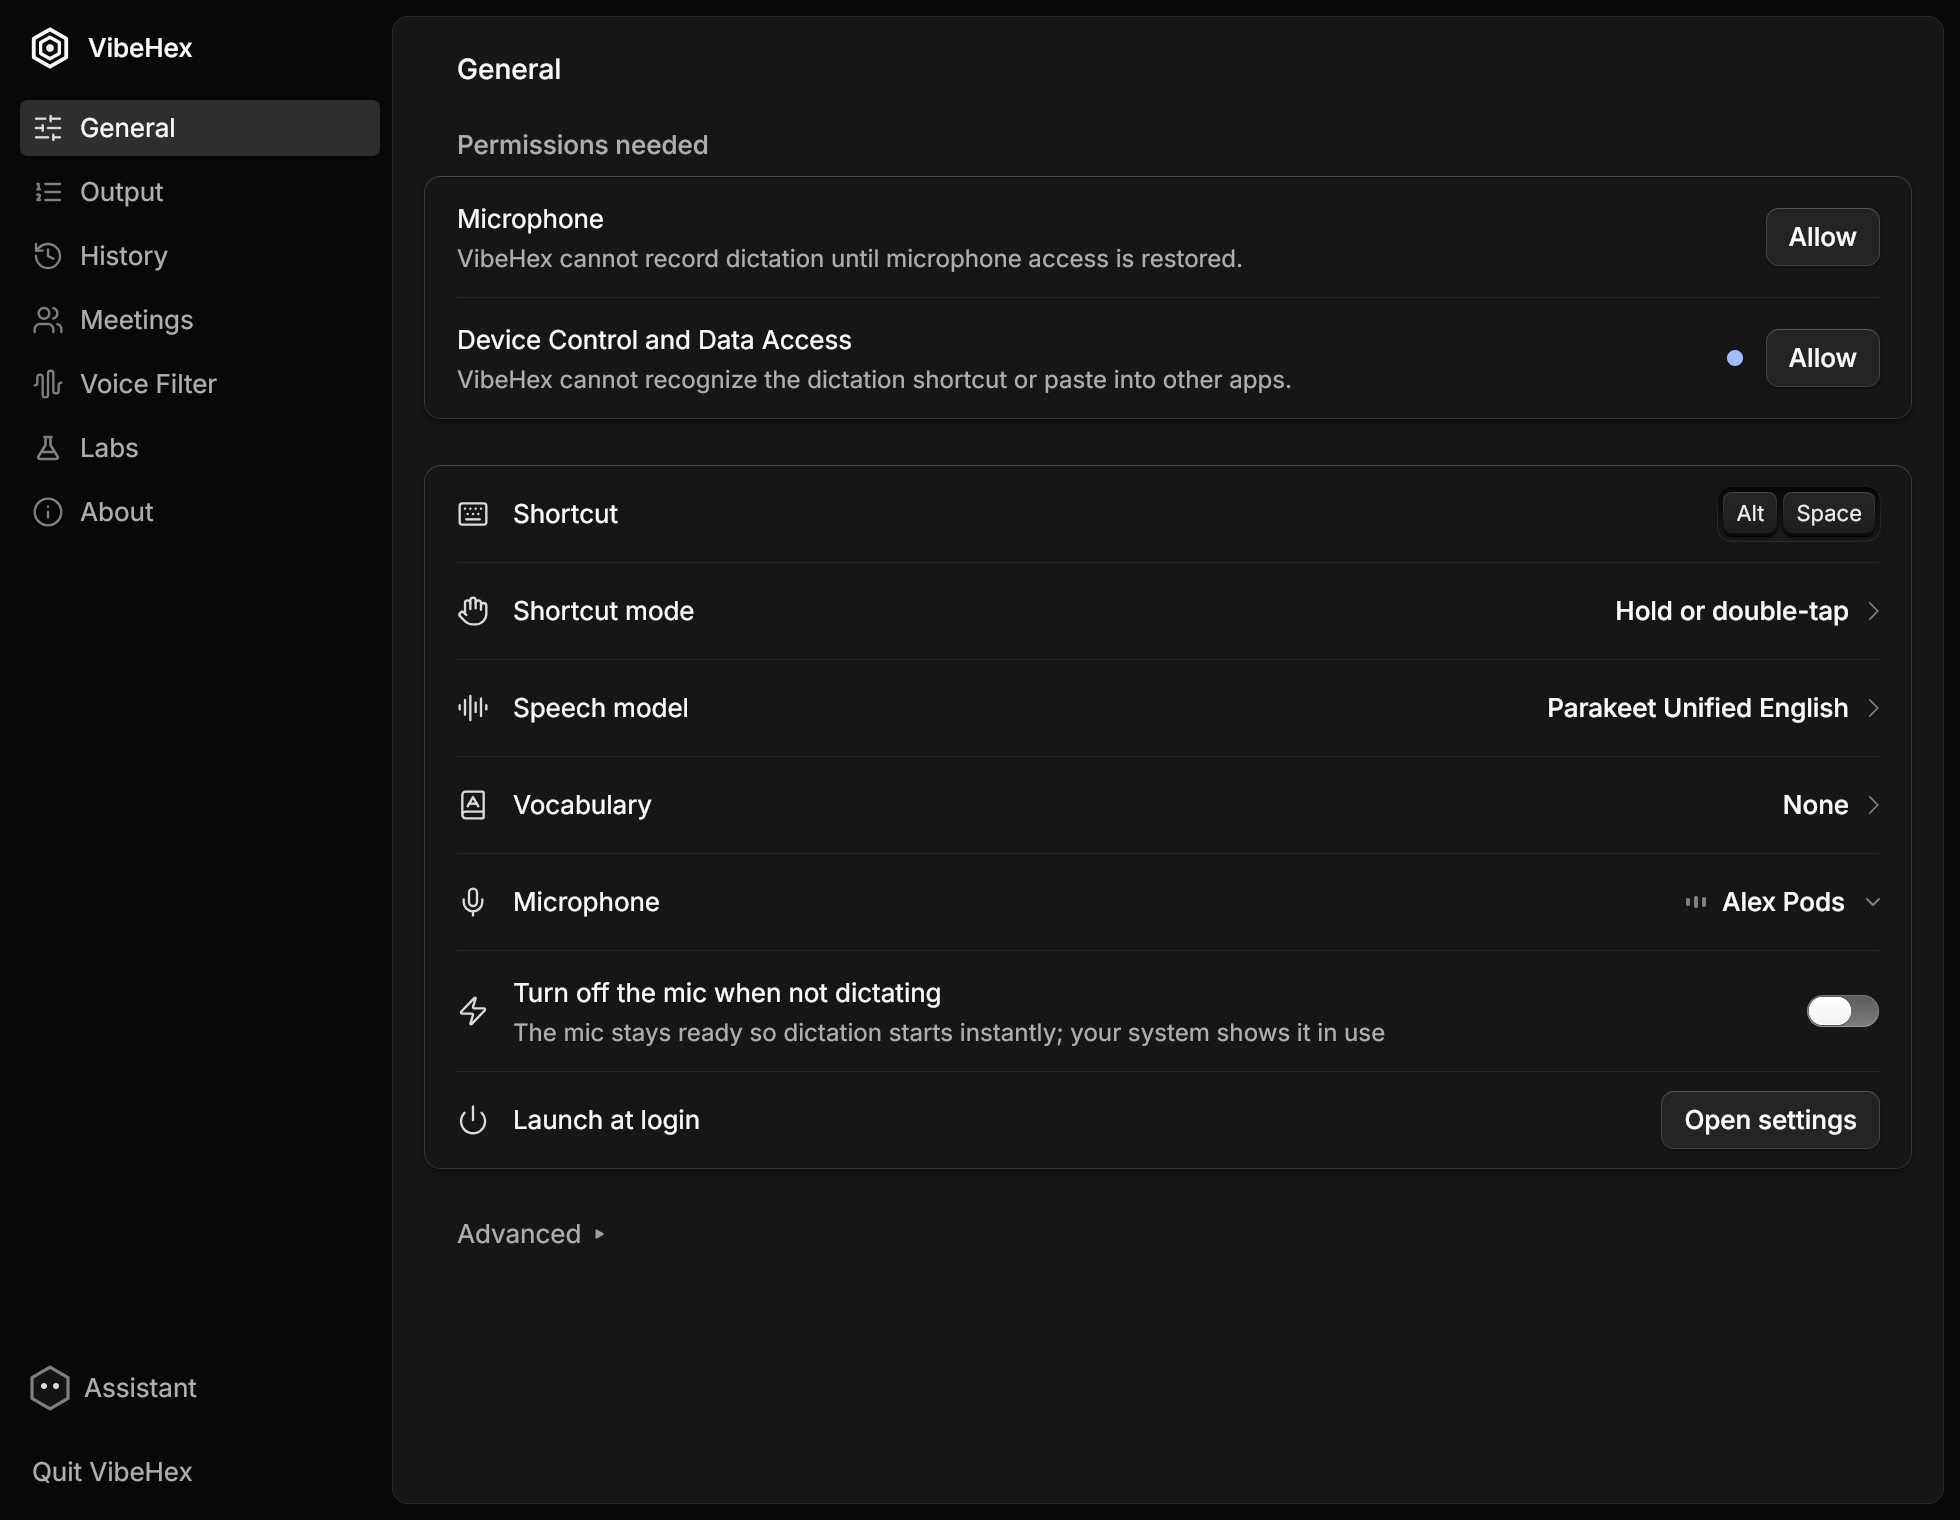 VibeHex
General
Output
History
Meetings
Voice Filter
Labs
About
Assistant
Quit VibeHex
General
Permissions needed
Microphone
VibeHex cannot record dictation until microphone access is restored.
Allow
Device Control and Data Access
VibeHex cannot recognize the dictation shortcut or paste into other apps.
Allow
Shortcut
Alt Space
Shortcut mode
Hold or double-tap
Speech model
Parakeet Unified English
Vocabulary
None
Microphone
Alex Pods
Turn off the mic when not dictating
The mic stays ready so dictation starts instantly; your system shows it in use
Launch at login
Open settings
Advanced